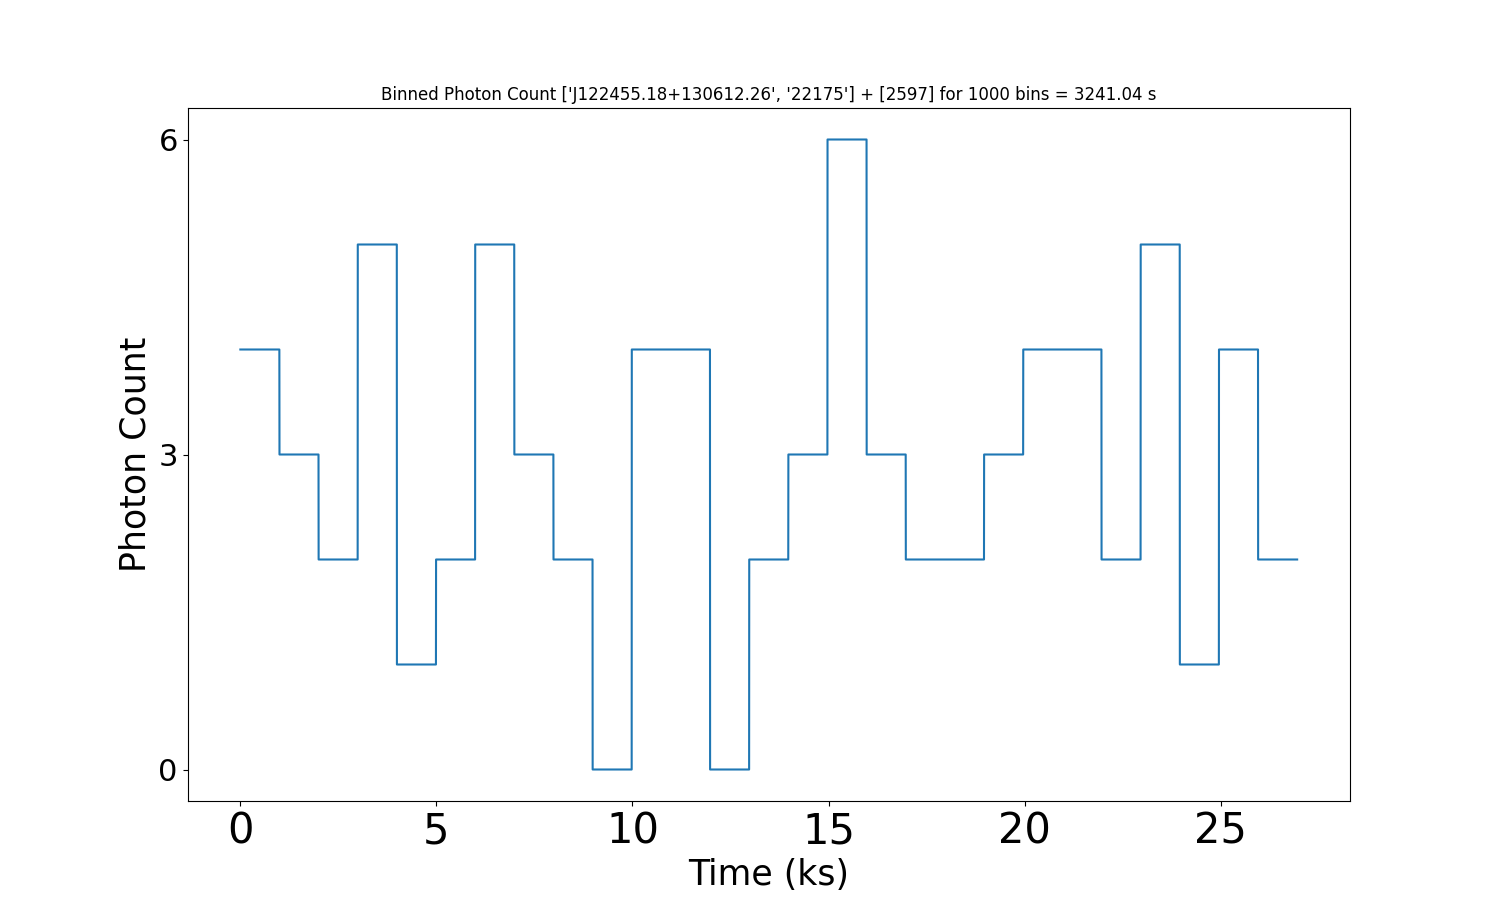 Binned Photon Count ['J122455.18+130612.26', '22175'] + [2597] for 1000 bins = 3241.04 s
6
3
0
Photon Count
0 5 10 15 20 25
Time (ks)